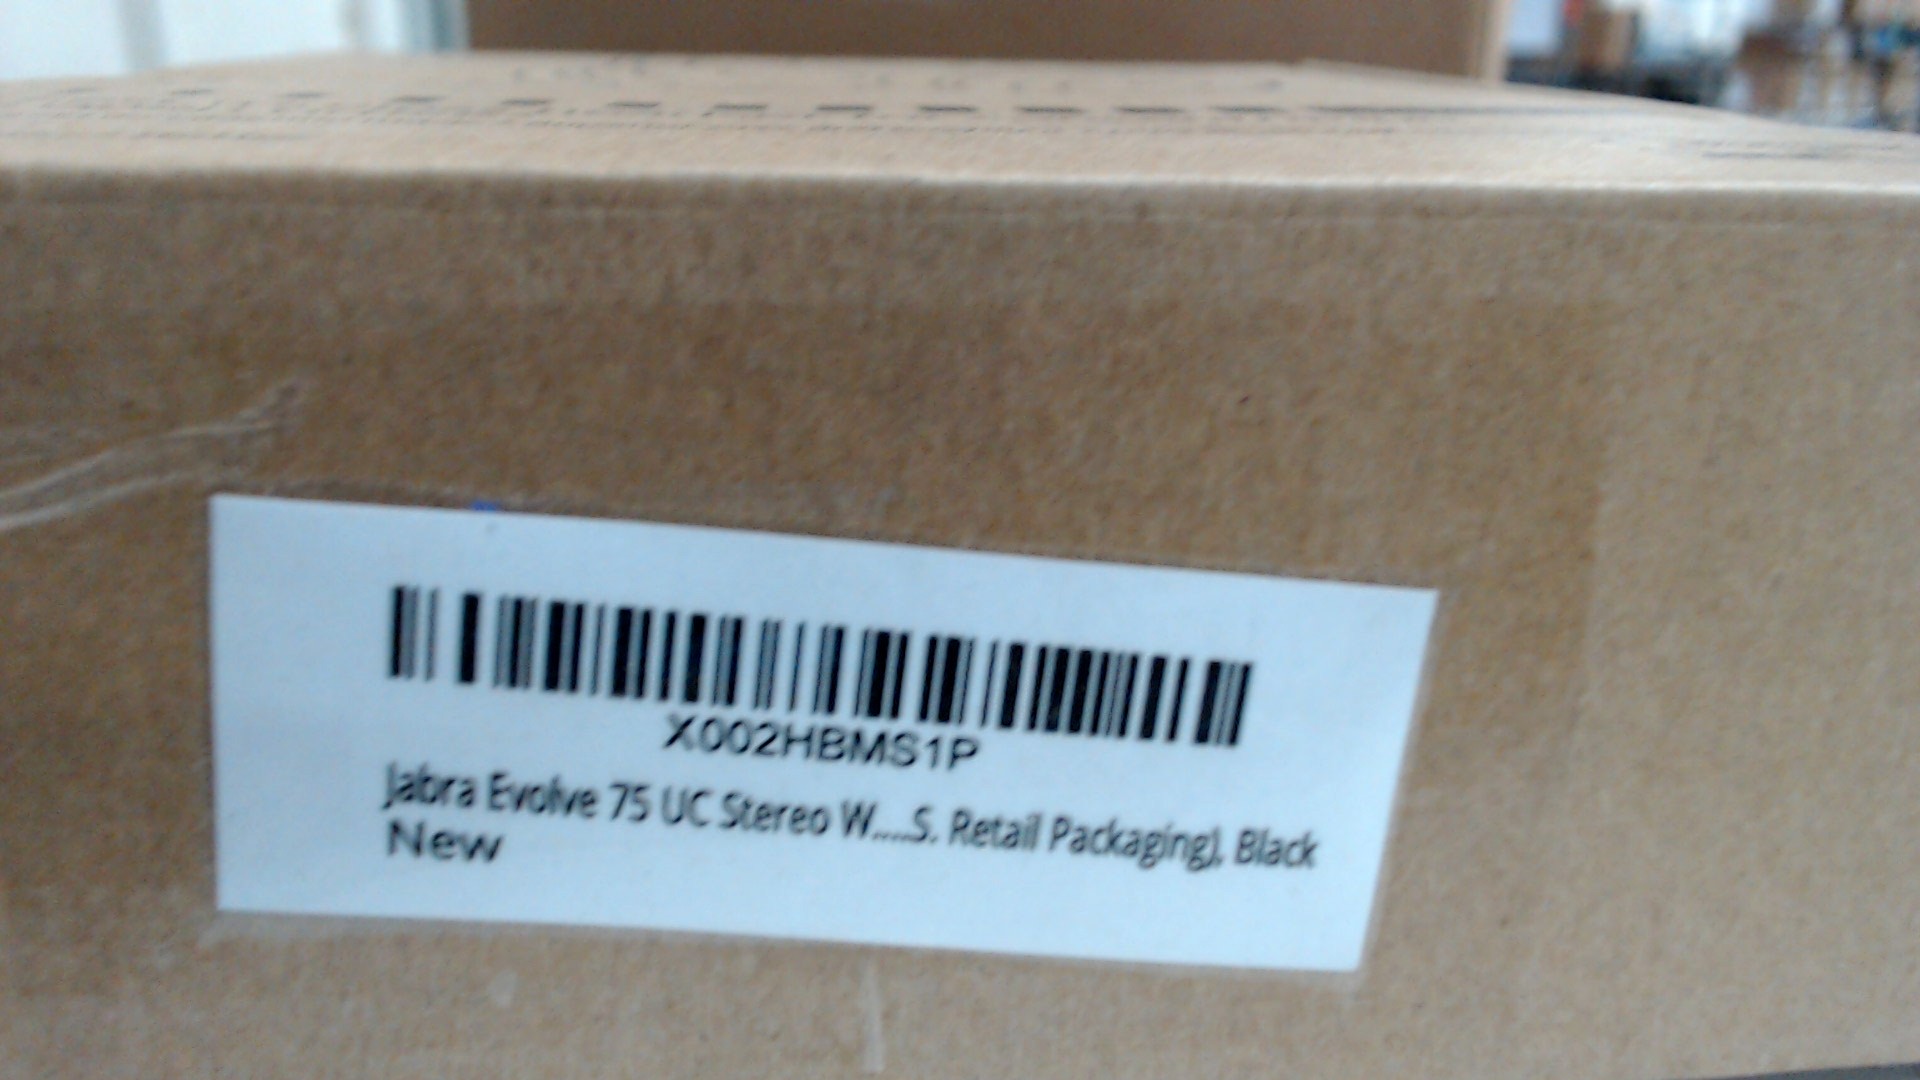 X002HBMS1P
Jabra Evolve 75 UC Stereo W.....S. Retail Packaging), Black
New